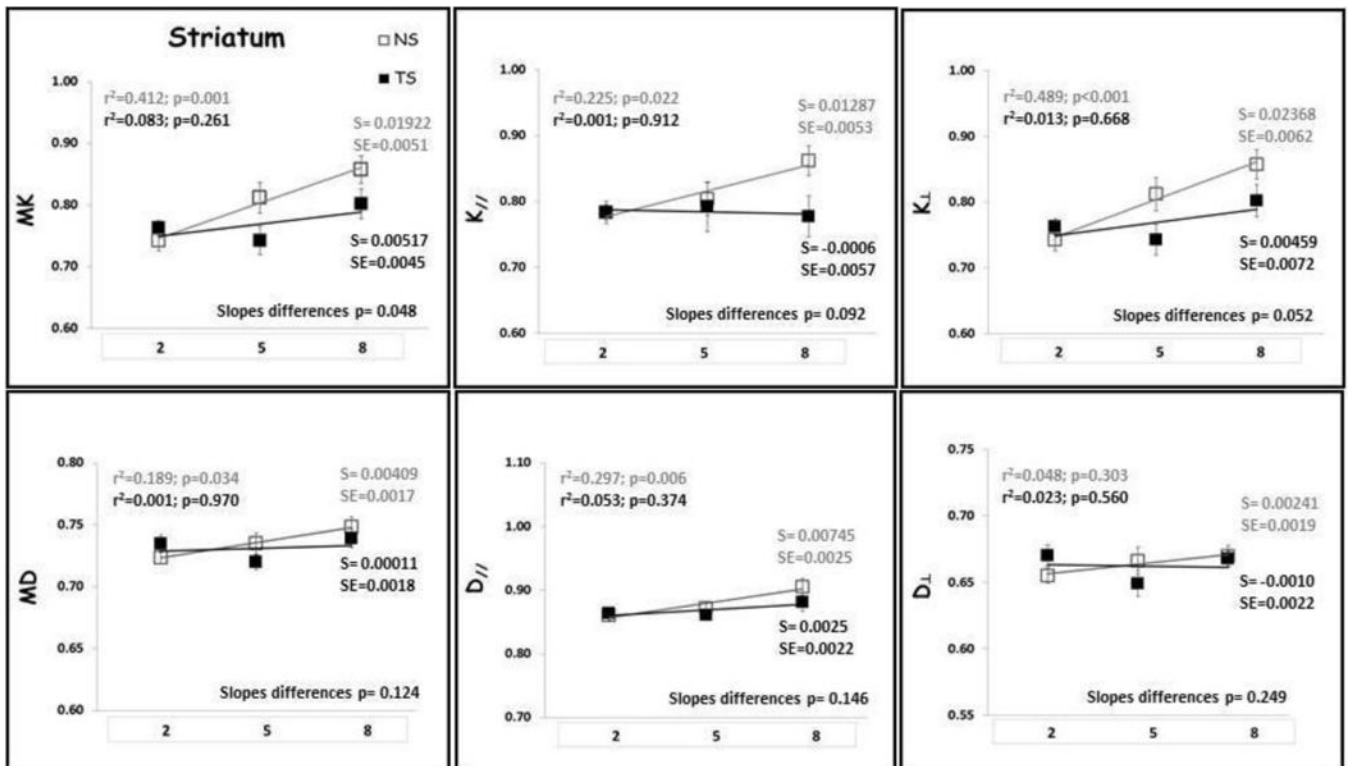 Striatum
NS
TS
MK
1.00
0.90
0.80
0.70
0.60
r²=0.412; p=0.001
r²=0.083; p=0.261
S= 0.01922
SE=0.0051
S= 0.00517
SE=0.0045
Slopes differences p= 0.048
2 5 8
K//
1.00
0.90
0.80
0.70
0.60
r²=0.225; p=0.022
r²=0.001; p=0.912
S= 0.01287
SE=0.0053
S= -0.0006
SE=0.0057
Slopes differences p= 0.092
2 5 8
K⊥
1.00
0.90
0.80
0.70
0.60
r²=0.489; p<0.001
r²=0.013; p=0.668
S= 0.02368
SE=0.0062
S= 0.00459
SE=0.0072
Slopes differences p= 0.052
2 5 8
MD
0.80
0.75
0.70
0.65
0.60
r²=0.189; p=0.034
r²=0.001; p=0.970
S= 0.00409
SE=0.0017
S= 0.00011
SE=0.0018
Slopes differences p= 0.124
2 5 8
D//
1.10
1.00
0.90
0.80
0.70
r²=0.297; p=0.006
r²=0.053; p=0.374
S= 0.00745
SE=0.0025
S= 0.0025
SE=0.0022
Slopes differences p= 0.146
2 5 8
D⊥
0.75
0.70
0.65
0.60
0.55
r²=0.048; p=0.303
r²=0.023; p=0.560
S= 0.00241
SE=0.0019
S= -0.0010
SE=0.0022
Slopes differences p= 0.249
2 5 8